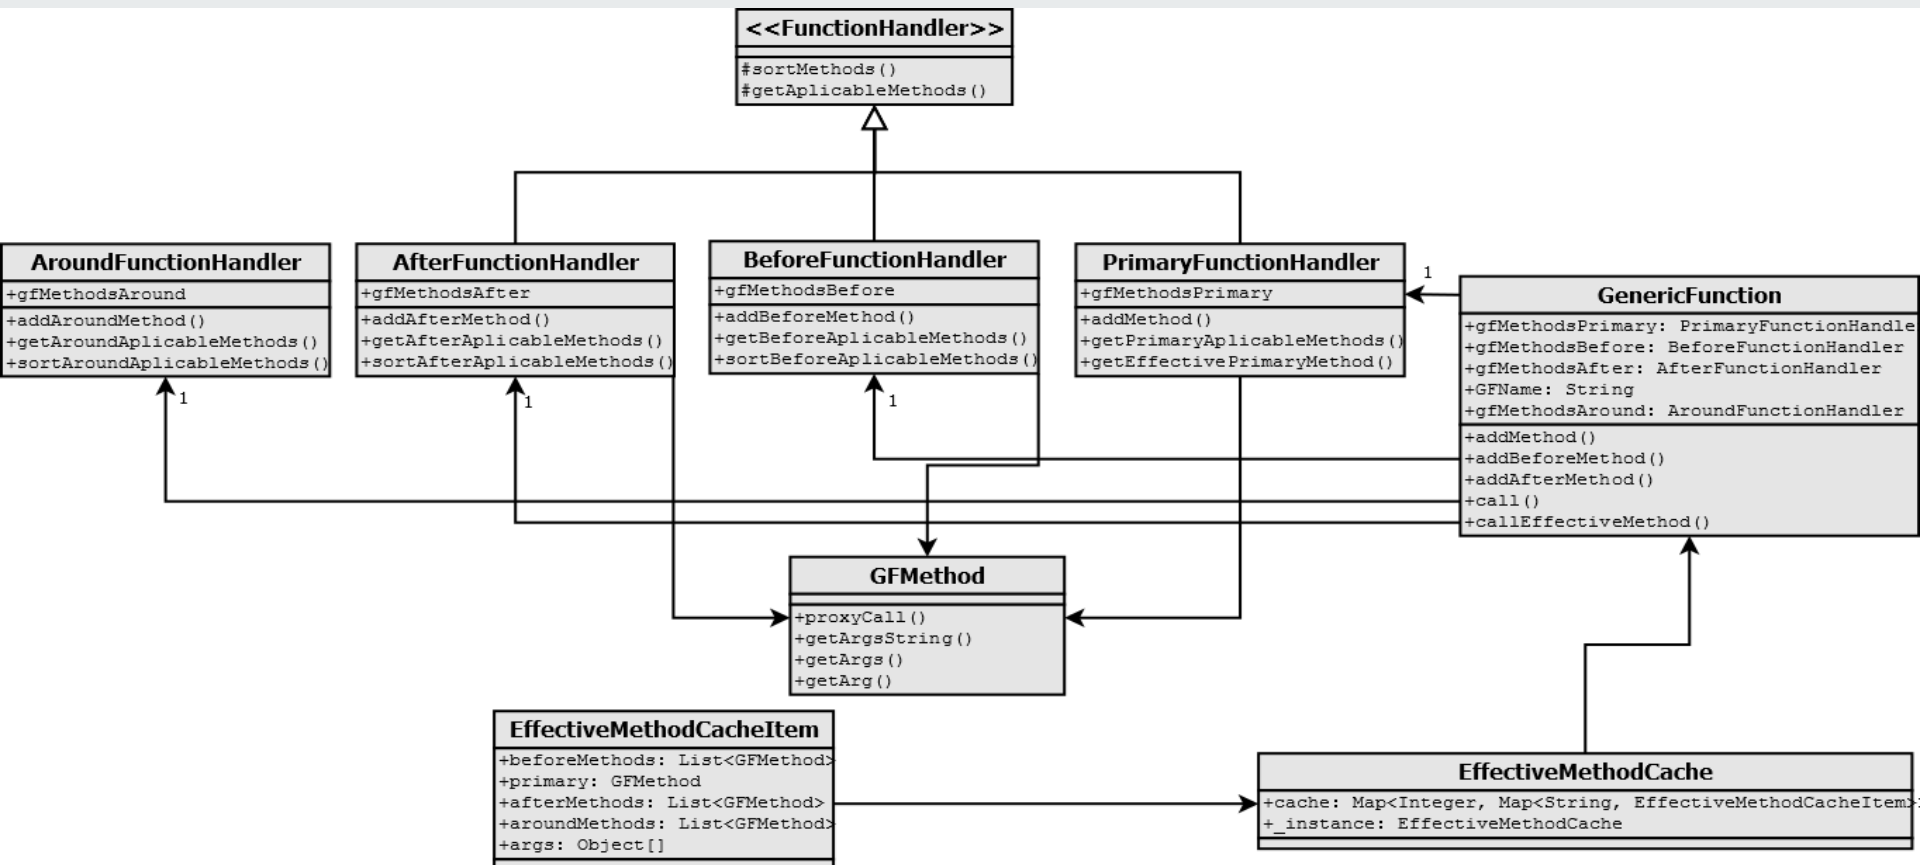 <<FunctionHandler>>
#sortMethods()
#getAplicableMethods()
AroundFunctionHandler
+gfMethodsAround
+addAroundMethod()
+getAroundAplicableMethods()
+sortAroundAplicableMethods()
1
AfterFunctionHandler
+gfMethodsAfter
+addAfterMethod()
+getAfterAplicableMethods()
+sortAfterAplicableMethods()
1
BeforeFunctionHandler
+gfMethodsBefore
+addBeforeMethod()
+getBeforeAplicableMethods()
+sortBeforeAplicableMethods()
1
PrimaryFunctionHandler
+gfMethodsPrimary
+addMethod()
+getPrimaryAplicableMethods()
+getEffectivePrimaryMethod()
1
GenericFunction
+gfMethodsPrimary: PrimaryFunctionHandle
+gfMethodsBefore: BeforeFunctionHandler
+gfMethodsAfter: AfterFunctionHandler
+GFName: String
+gfMethodsAround: AroundFunctionHandler
+addMethod()
+addBeforeMethod()
+addAfterMethod()
+call()
+callEffectiveMethod()
GFMethod
+proxyCall()
+getArgsString()
+getArgs()
+getArg()
EffectiveMethodCacheItem
+beforeMethods: List<GFMethod>
+primary: GFMethod
+afterMethods: List<GFMethod>
+aroundMethods: List<GFMethod>
+args: Object[]
EffectiveMethodCache
+cache: Map<Integer, Map<String, EffectiveMethodCacheItem>
+_instance: EffectiveMethodCache